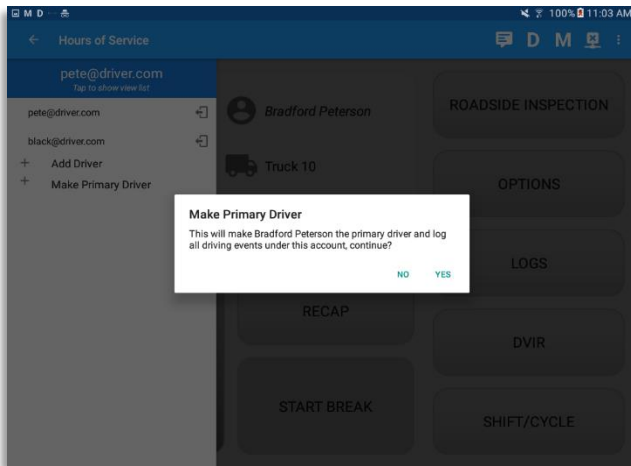 M D
100% 11:03 AM
Hours of Service
D M
pete@driver.com
Tap to show view list
pete@driver.com
black@driver.com
+ Add Driver
+ Make Primary Driver
Bradford Peterson
Truck 10
ROADSIDE INSPECTION
OPTIONS
Make Primary Driver
This will make Bradford Peterson the primary driver and log
all driving events under this account, continue?
NO YES
LOGS
RECAP
DVIR
START BREAK
SHIFT/CYCLE